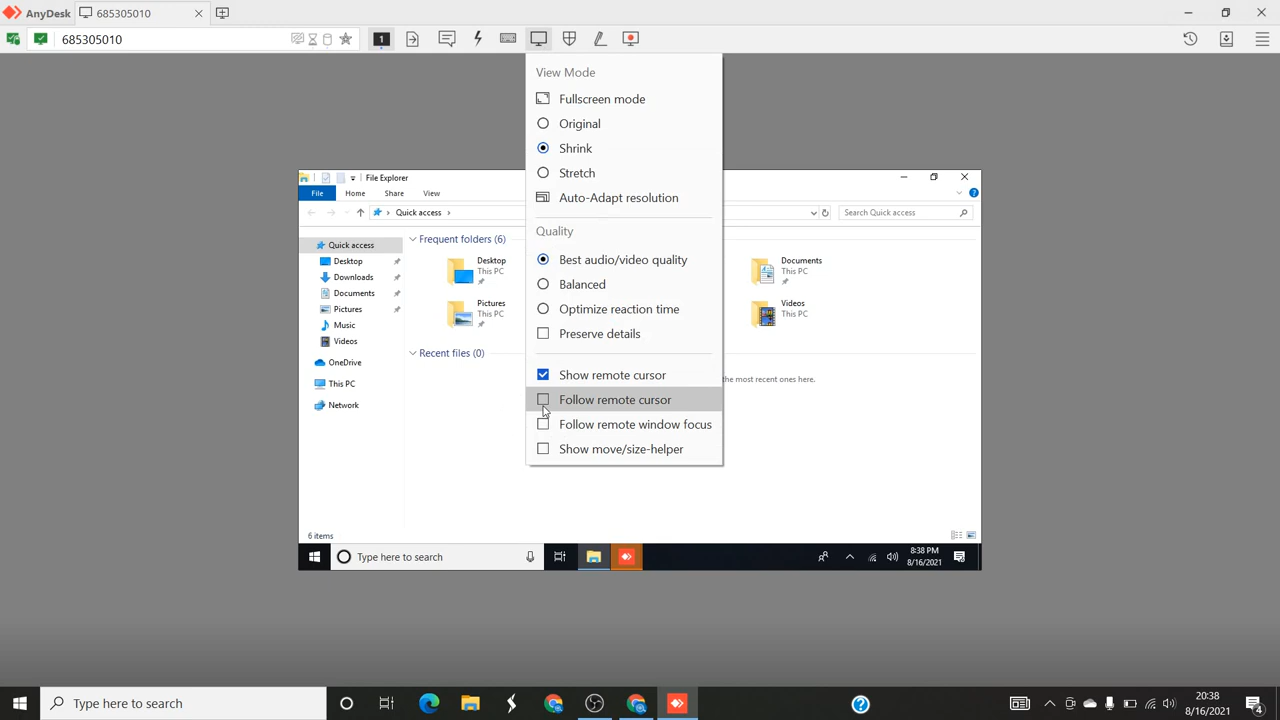 AnyDesk
685305010
685305010
1
View Mode
Fullscreen mode
Original
Shrink
Stretch
Auto-Adapt resolution
Quality
Best audio/video quality
Balanced
Optimize reaction time
Preserve details
Show remote cursor
Follow remote cursor
Follow remote window focus
Show move/size-helper
File Explorer
File
Home
Share
View
Quick access
Search Quick access
Quick access
Desktop
Downloads
Documents
Pictures
Music
Videos
OneDrive
This PC
Network
Frequent folders (6)
Desktop
This PC
Documents
This PC
Pictures
This PC
Videos
This PC
Recent files (0)
the most recent ones here.
6 items
Type here to search
8:38 PM
8/16/2021
Type here to search
20:38
8/16/2021
4